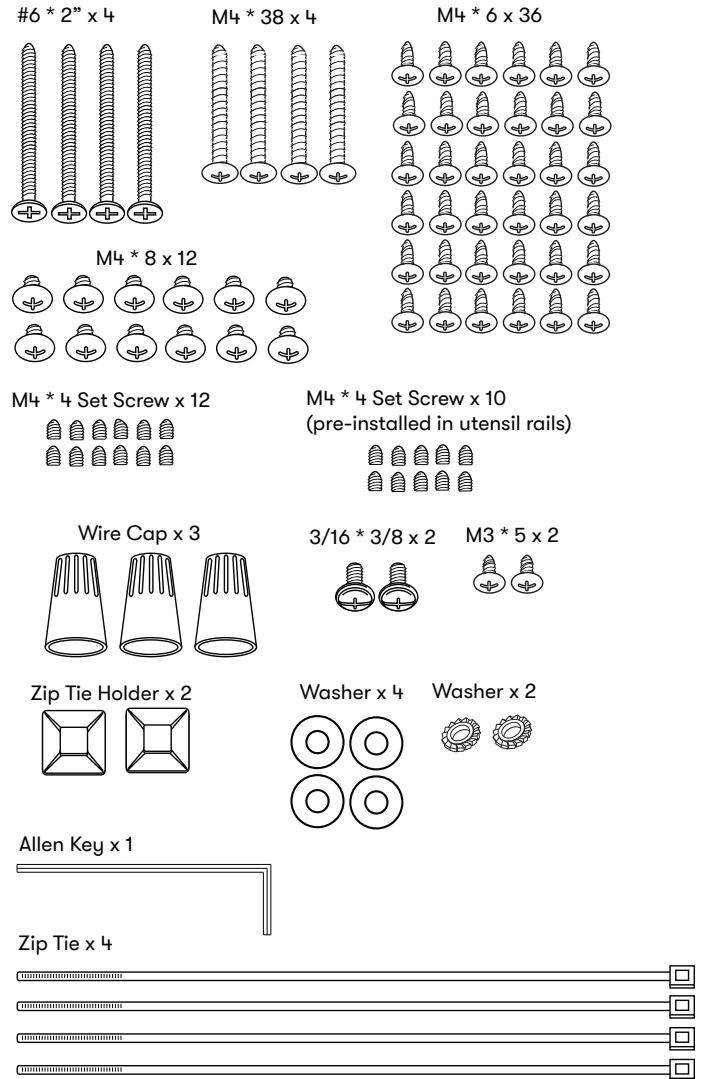 #6 * 2” x 4
M4 * 38 x 4
M4 * 6 x 36
M4 * 8 x 12
M4 * 4 Set Screw x 12
M4 * 4 Set Screw x 10
(pre-installed in utensil rails)
Wire Cap x 3
3/16 * 3/8 x 2
M3 * 5 x 2
Zip Tie Holder x 2
Washer x 4
Washer x 2
Allen Key x 1
Zip Tie x 4